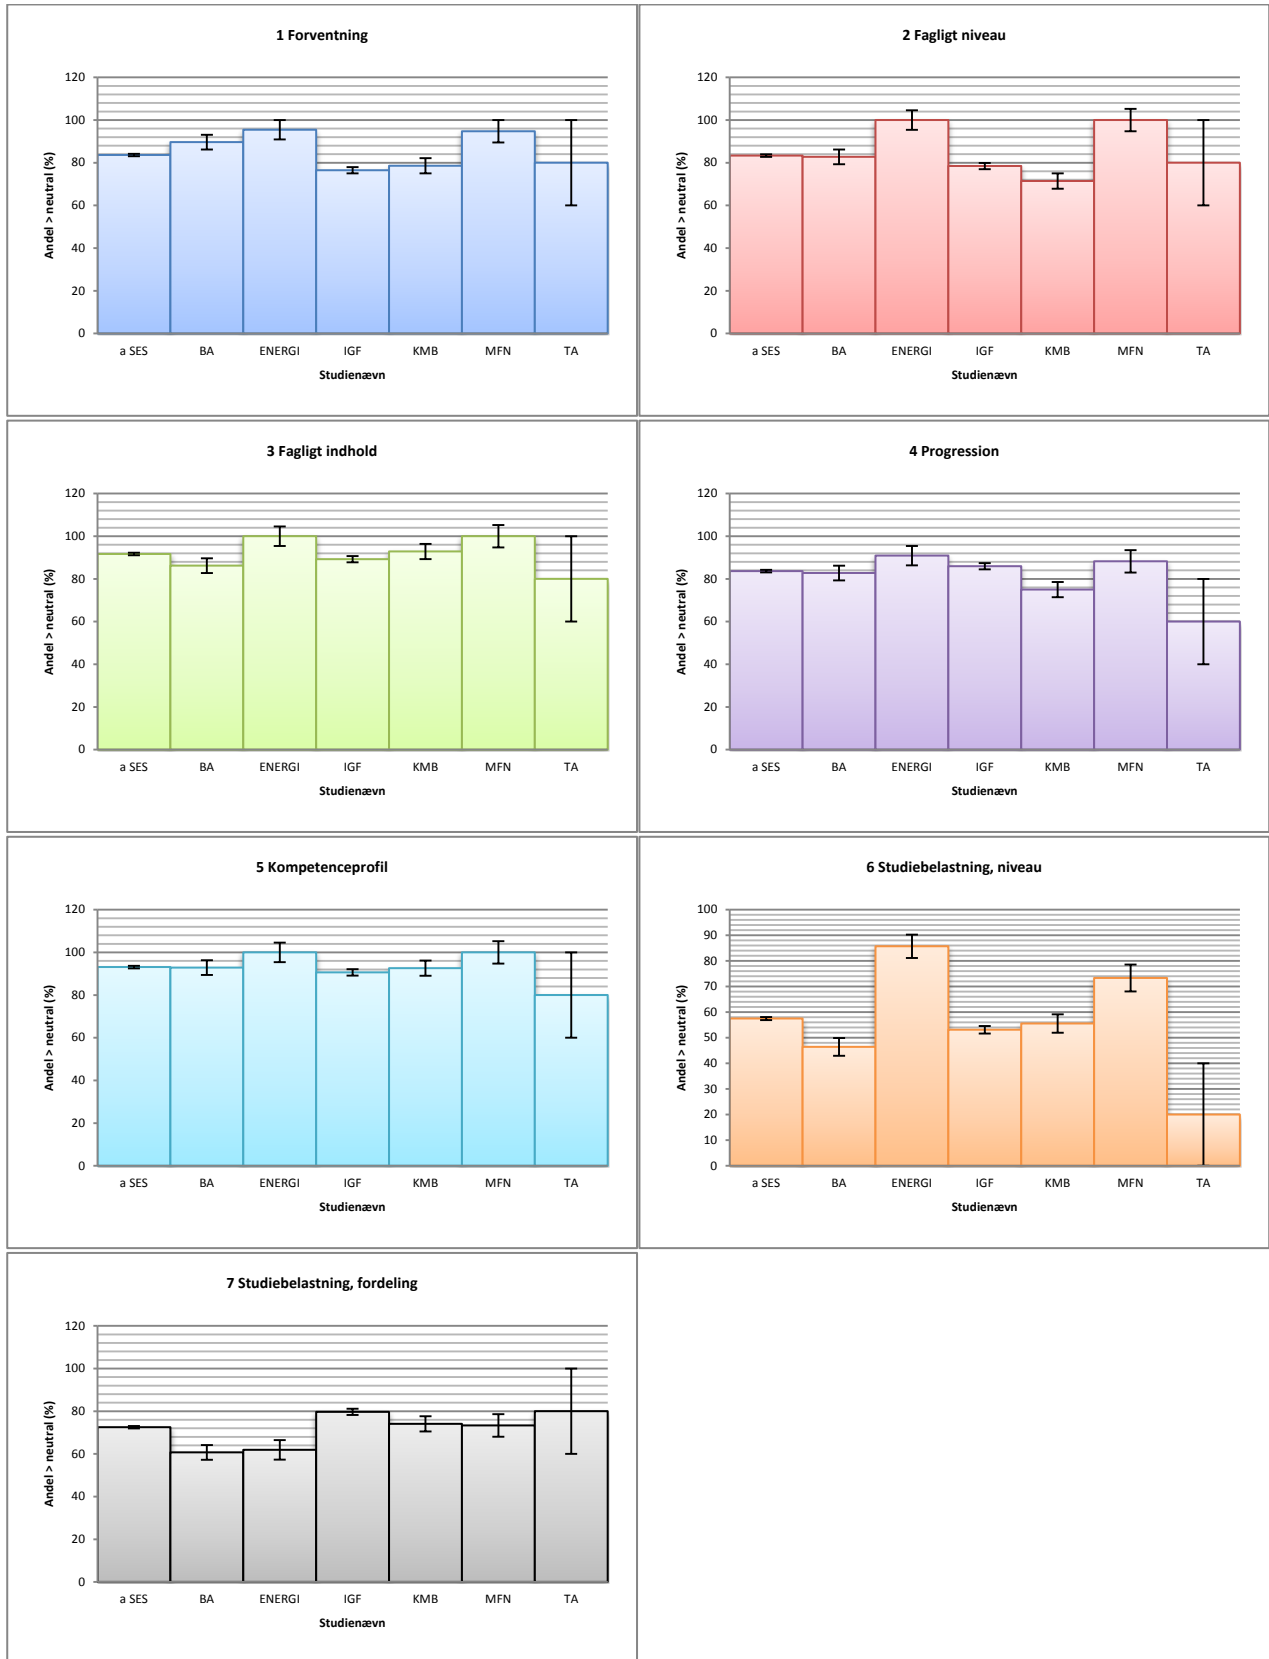 1 Forventning
120
100
80
60
40
20
0
Andel > neutral (%)
a SES BA ENERGI IGF KMB MFN TA
Studienævn
2 Fagligt niveau
120
100
80
60
40
20
0
Andel > neutral (%)
a SES BA ENERGI IGF KMB MFN TA
Studienævn
3 Fagligt indhold
120
100
80
60
40
20
0
Andel > neutral (%)
a SES BA ENERGI IGF KMB MFN TA
Studienævn
4 Progression
120
100
80
60
40
20
0
Andel > neutral (%)
a SES BA ENERGI IGF KMB MFN TA
Studienævn
5 Kompetenceprofil
120
100
80
60
40
20
0
Andel > neutral (%)
a SES BA ENERGI IGF KMB MFN TA
Studienævn
6 Studiebelastning, niveau
100
90
80
70
60
50
40
30
20
10
0
Andel > neutral (%)
a SES BA ENERGI IGF KMB MFN TA
Studienævn
7 Studiebelastning, fordeling
120
100
80
60
40
20
0
Andel > neutral (%)
a SES BA ENERGI IGF KMB MFN TA
Studienævn